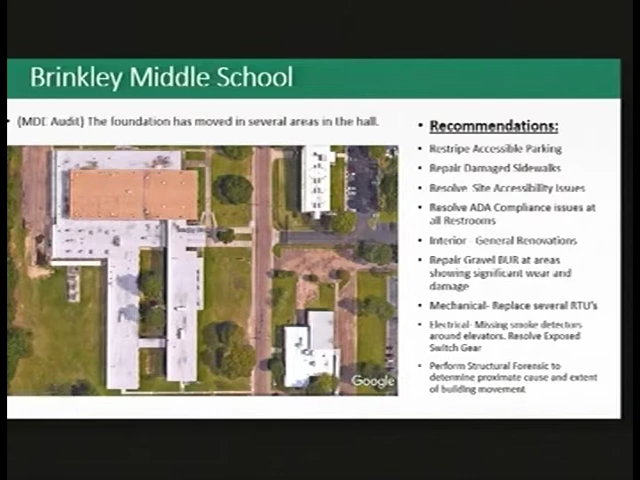 Brinkley Middle School
• (MDE Audit) The foundation has moved in several areas in the hall.
• Recommendations:
• Restripe Accessible Parking
• Repair Damaged Sidewalks
• Resolve Site Accessibility Issues
• Resolve ADA Compliance issues at
all Restrooms
• Interior - General Renovations
• Repair Gravel BUR at areas
showing significant wear and
damage
• Mechanical- Replace several RTU's
• Electrical- Missing smoke detectors
around elevators. Resolve Exposed
Switch Gear
• Perform Structural Forensic to
determine proximate cause and extent
of building movement
Google